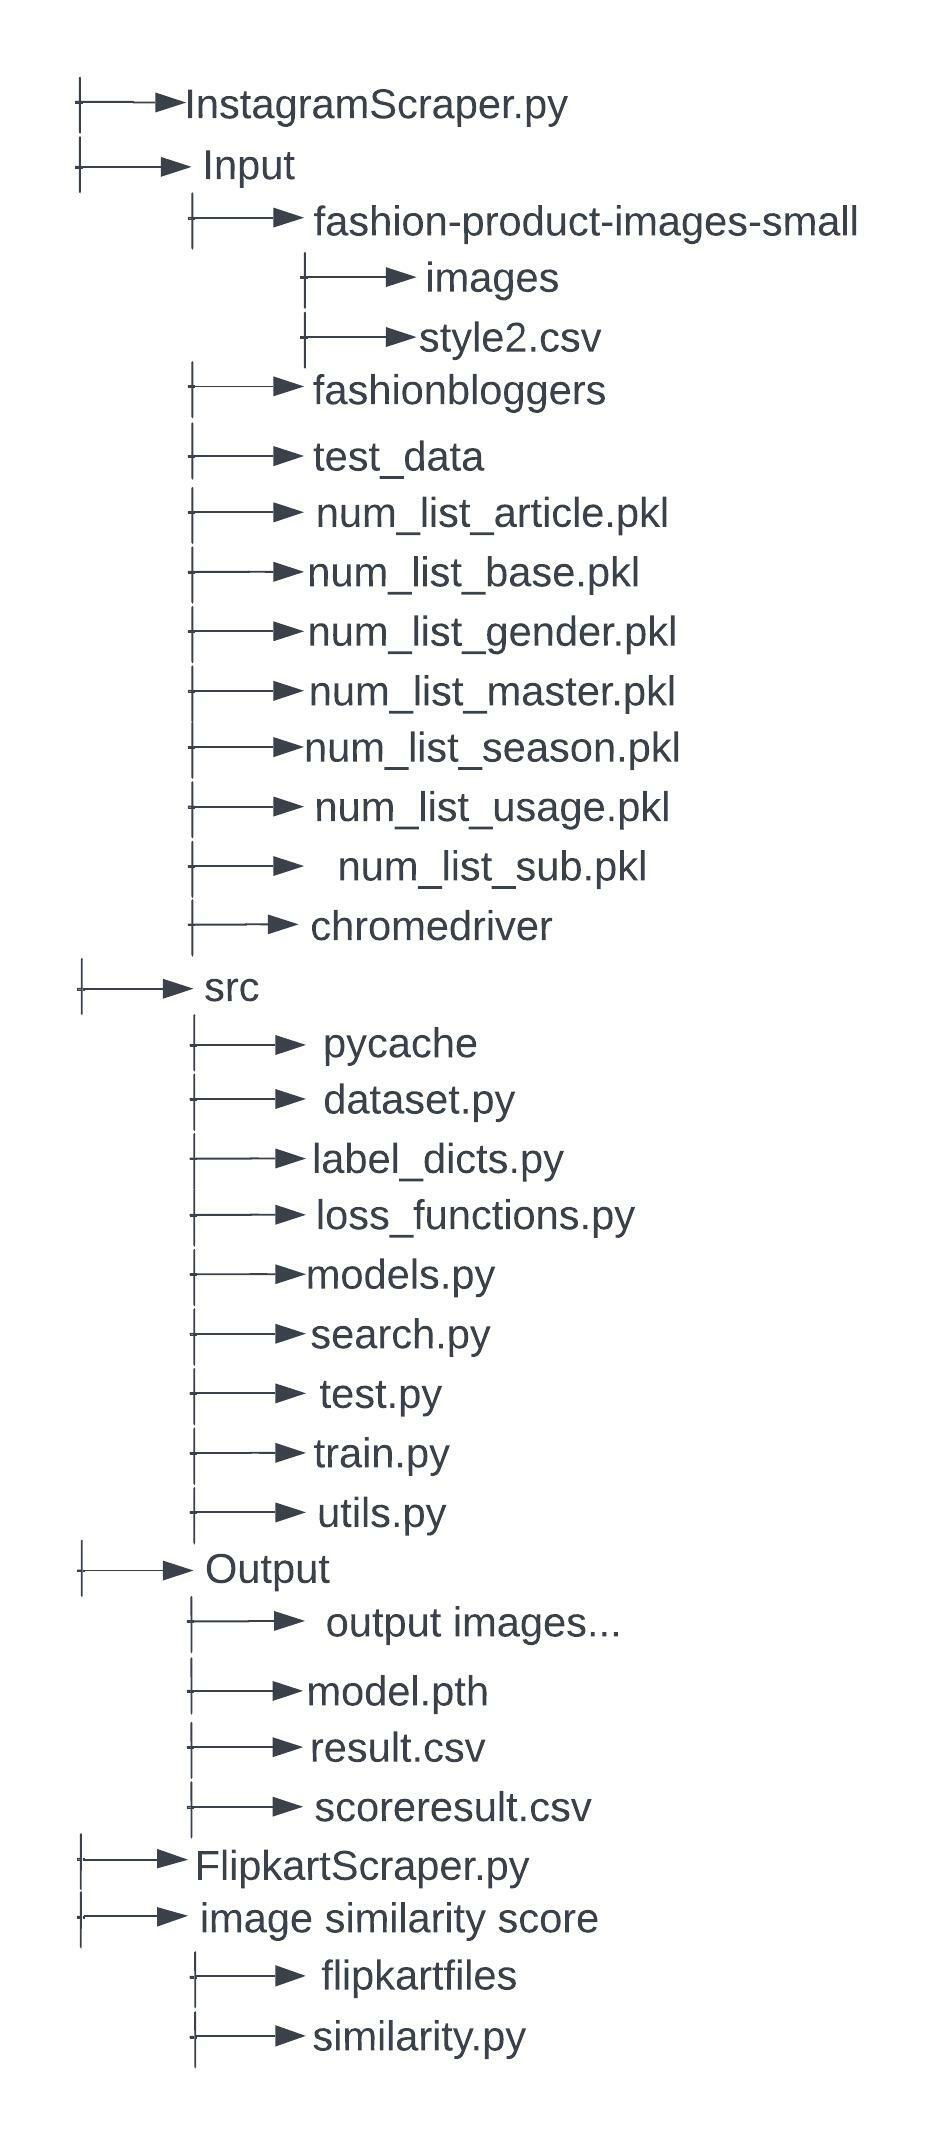 InstagramScraper.py
Input
fashion-product-images-small
images
style2.csv
fashionbloggers
test_data
num_list_article.pkl
num_list_base.pkl
num_list_gender.pkl
num_list_master.pkl
num_list_season.pkl
num_list_usage.pkl
num_list_sub.pkl
chromedriver
src
pycache
dataset.py
label_dicts.py
loss_functions.py
models.py
search.py
test.py
train.py
utils.py
Output
output images...
model.pth
result.csv
scoreresult.csv
FlipkartScraper.py
image similarity score
flipkartfiles
similarity.py